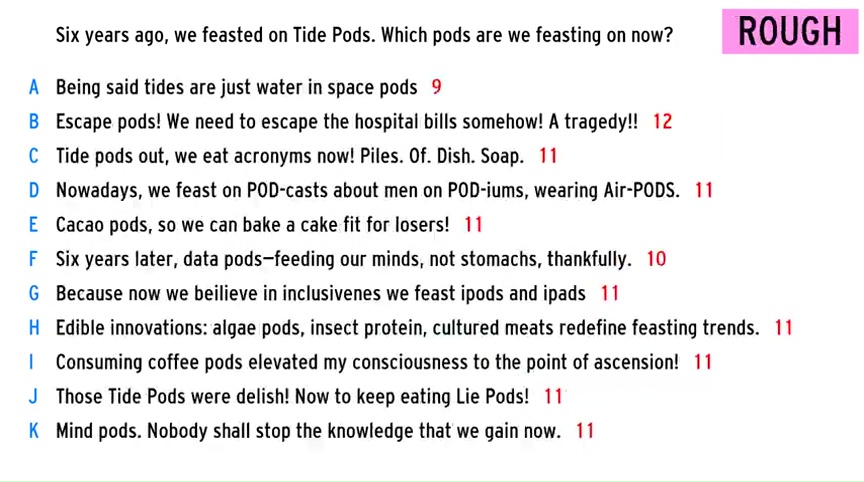 Six years ago, we feasted on Tide Pods. Which pods are we feasting on now?
ROUGH
A Being said tides are just water in space pods 9
B Escape pods! We need to escape the hospital bills somehow! A tragedy!! 12
C Tide pods out, we eat acronyms now! Piles. Of. Dish. Soap. 11
D Nowadays, we feast on POD-casts about men on POD-iums, wearing Air-PODS. 11
E Cacao pods, so we can bake a cake fit for losers! 11
F Six years later, data pods—feeding our minds, not stomachs, thankfully. 10
G Because now we beilieve in inclusivenes we feast ipods and ipads 11
H Edible innovations: algae pods, insect protein, cultured meats redefine feasting trends. 11
I Consuming coffee pods elevated my consciousness to the point of ascension! 11
J Those Tide Pods were delish! Now to keep eating Lie Pods! 11
K Mind pods. Nobody shall stop the knowledge that we gain now. 11